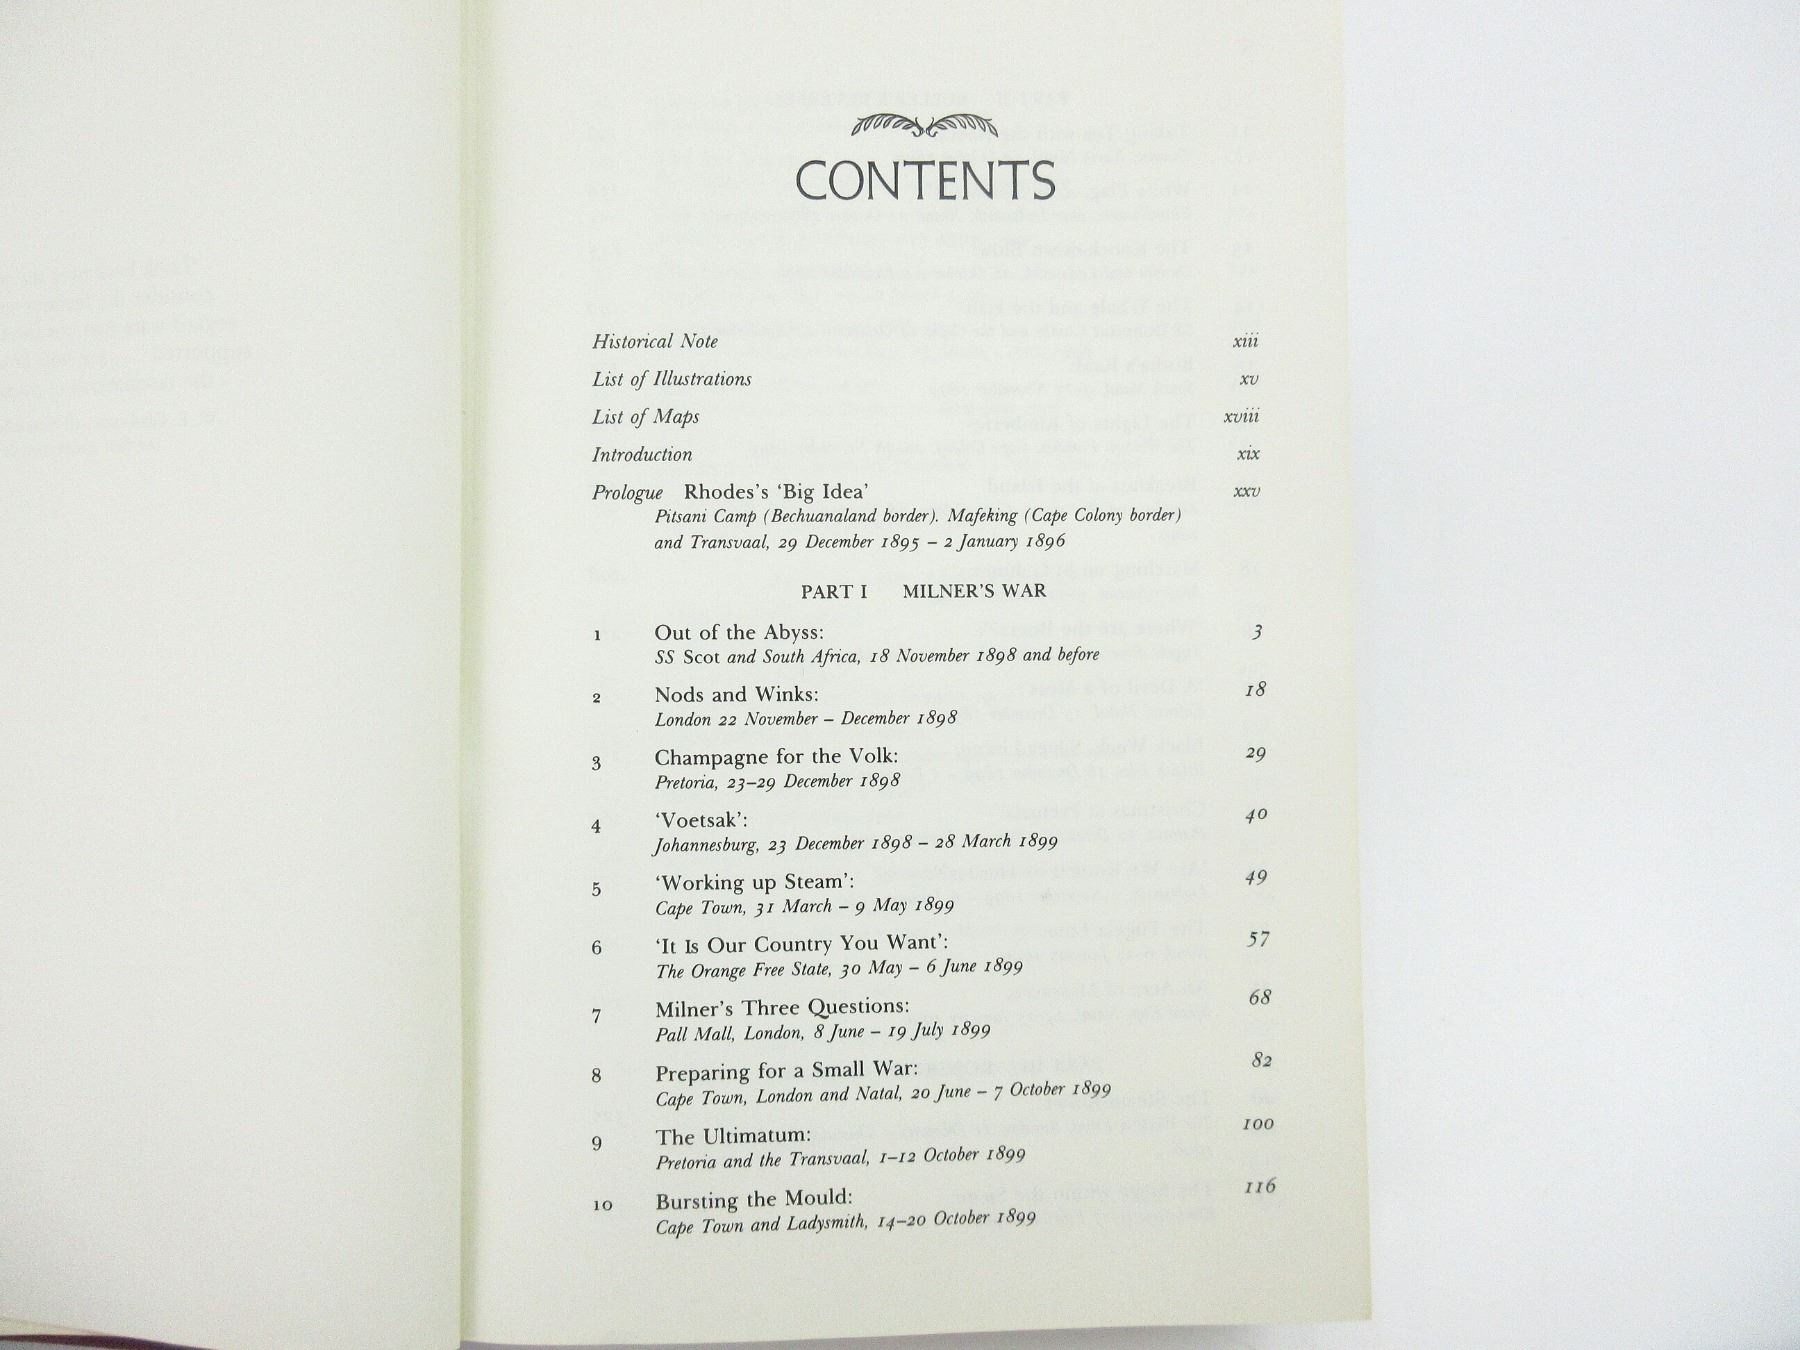 CONTENTS
Historical Note xiii
List of Illustrations xv
List of Maps xviii
Introduction xix
Prologue Rhodes's 'Big Idea' xxv
Pitsani Camp (Bechuanaland border). Mafeking (Cape Colony border)
and Transvaal, 29 December 1895 – 2 January 1896
PART I MILNER'S WAR
1 Out of the Abyss: 3
SS Scot and South Africa, 18 November 1898 and before
2 Nods and Winks: 18
London 22 November – December 1898
3 Champagne for the Volk: 29
Pretoria, 23–29 December 1898
4 'Voetsak': 40
Johannesburg, 23 December 1898 – 28 March 1899
5 'Working up Steam': 49
Cape Town, 31 March – 9 May 1899
6 'It Is Our Country You Want': 57
The Orange Free State, 30 May – 6 June 1899
7 Milner's Three Questions: 68
Pall Mall, London, 8 June – 19 July 1899
8 Preparing for a Small War: 82
Cape Town, London and Natal, 20 June – 7 October 1899
9 The Ultimatum: 100
Pretoria and the Transvaal, 1–12 October 1899
10 Bursting the Mould: 116
Cape Town and Ladysmith, 14–20 October 1899